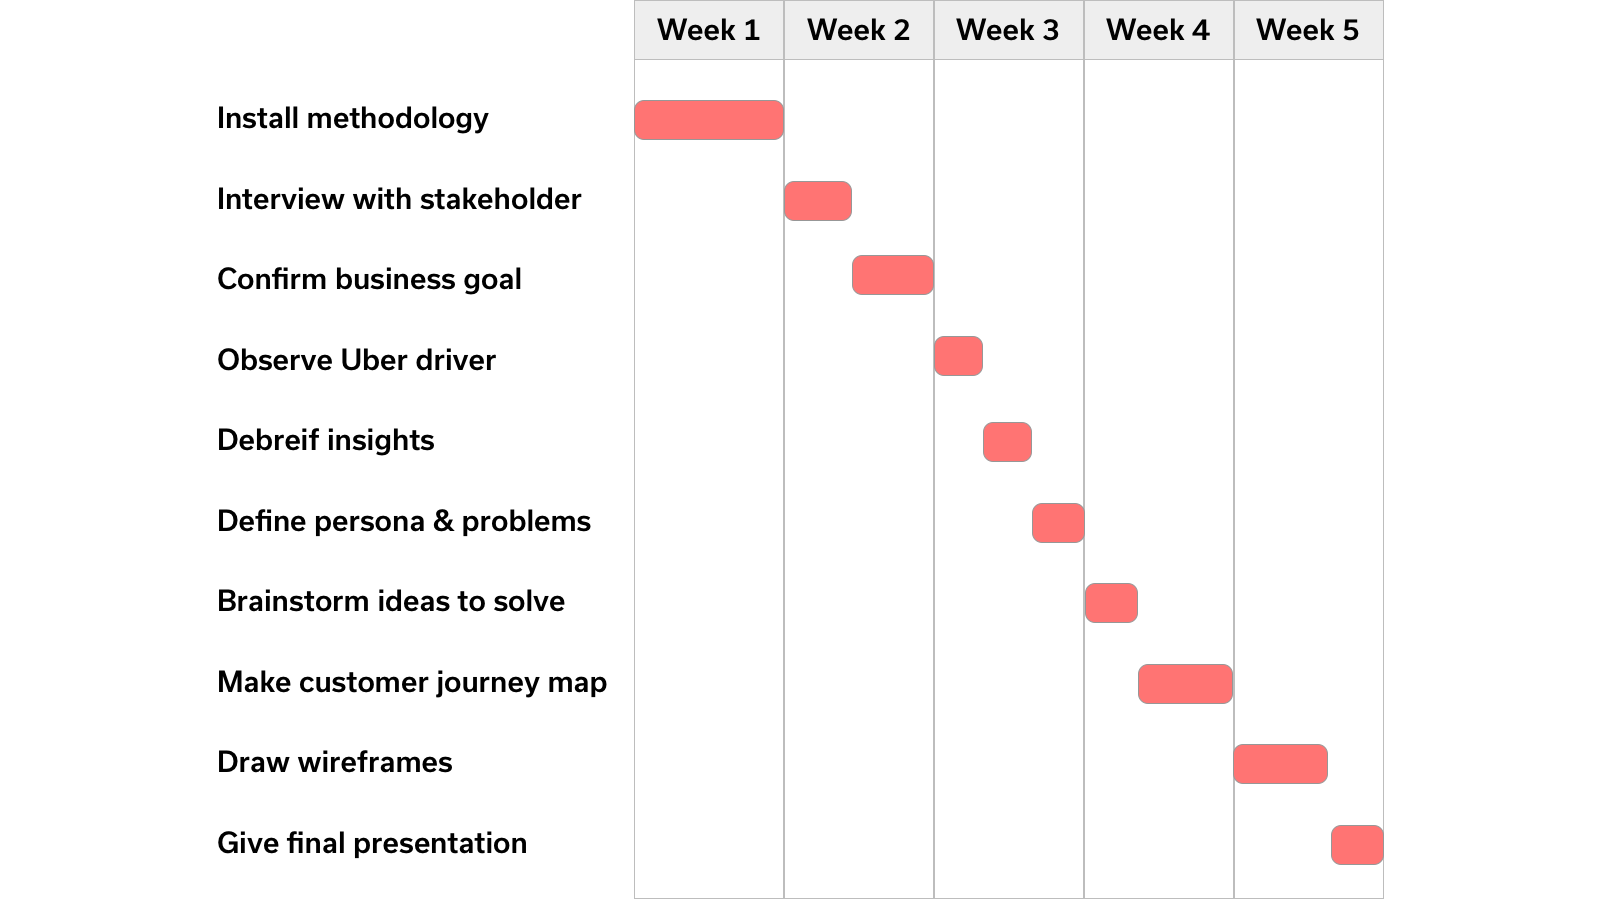 Week 1 Week 2 Week 3 Week 4 Week 5
Install methodology
Interview with stakeholder
Confirm business goal
Observe Uber driver
Debreif insights
Define persona & problems
Brainstorm ideas to solve
Make customer journey map
Draw wireframes
Give final presentation